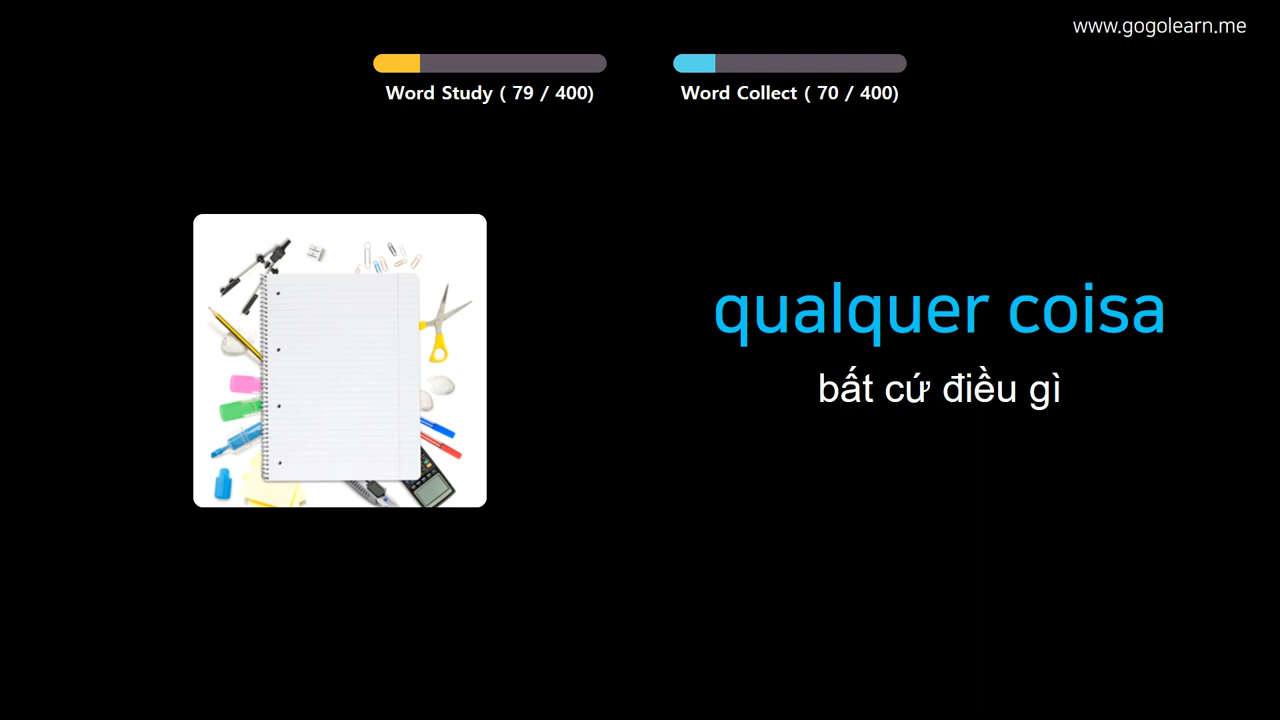 www.gogolearn.me
Word Study ( 79 / 400)
Word Collect ( 70 / 400)
qualquer coisa
bất cứ điều gì